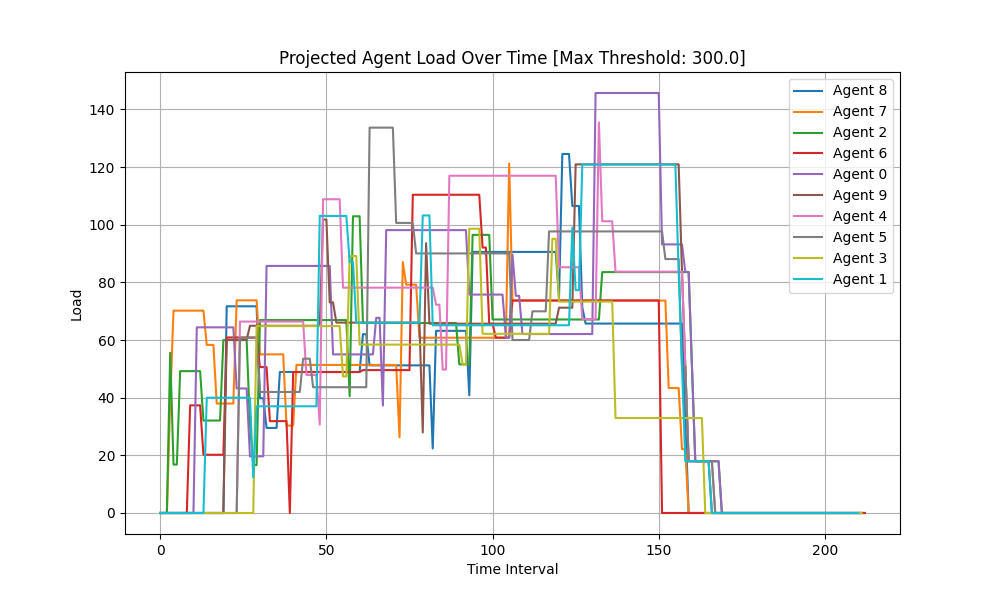 Projected Agent Load Over Time [Max Threshold: 300.0]
Load
140
120
100
80
60
40
20
0
0 50 100 150 200
Time Interval
Agent 8
Agent 7
Agent 2
Agent 6
Agent 0
Agent 9
Agent 4
Agent 5
Agent 3
Agent 1